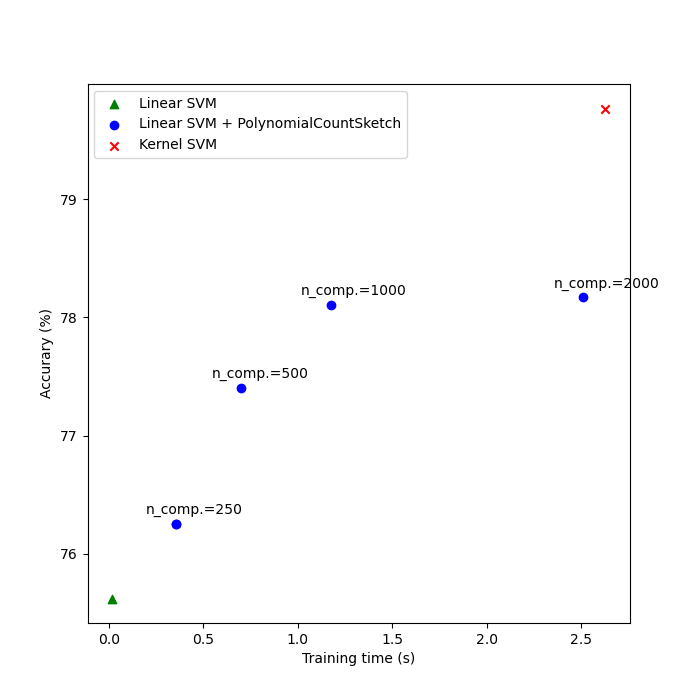 Linear SVM
Linear SVM + PolynomialCountSketch
Kernel SVM
79
78
77
76
Accurary (%)
n_comp.=2000
n_comp.=1000
n_comp.=500
n_comp.=250
0.0 0.5 1.0 1.5 2.0 2.5
Training time (s)